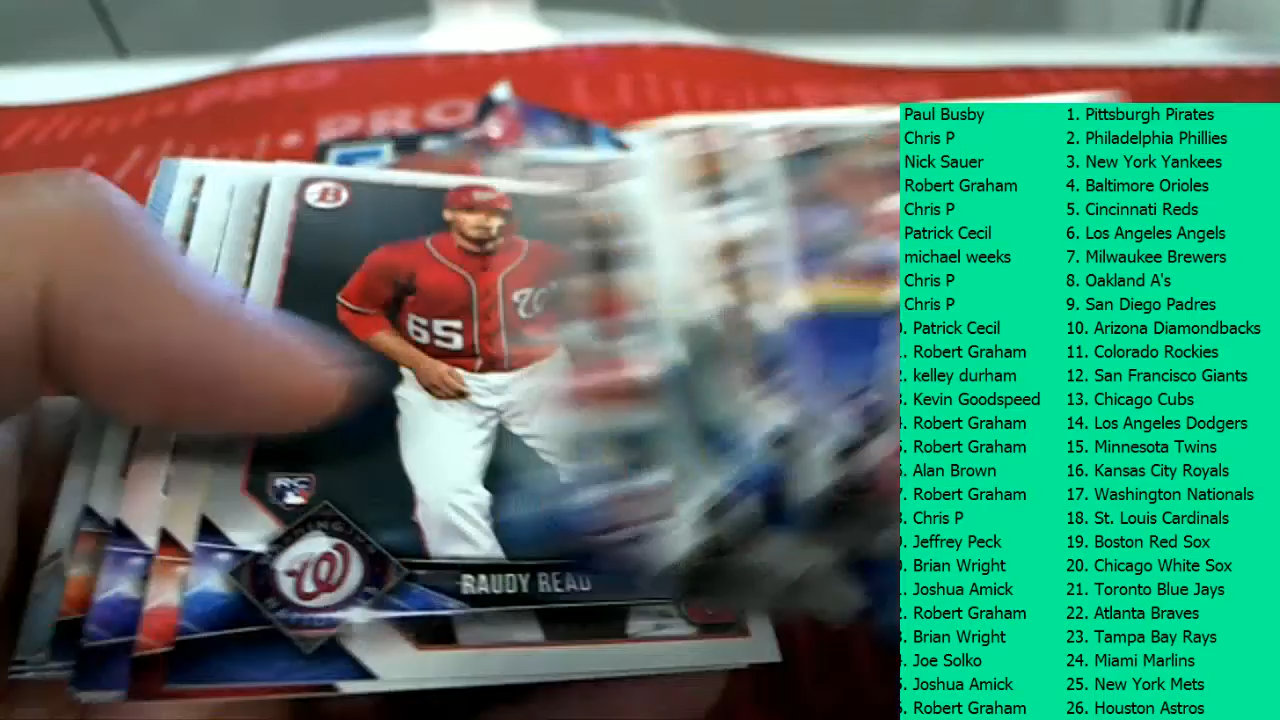 PRO
B
65
W
RC
W
RAUDY READ
Paul Busby 1. Pittsburgh Pirates
Chris P 2. Philadelphia Phillies
Nick Sauer 3. New York Yankees
Robert Graham 4. Baltimore Orioles
Chris P 5. Cincinnati Reds
Patrick Cecil 6. Los Angeles Angels
michael weeks 7. Milwaukee Brewers
Chris P 8. Oakland A's
Chris P 9. San Diego Padres
. Patrick Cecil 10. Arizona Diamondbacks
. Robert Graham 11. Colorado Rockies
. kelley durham 12. San Francisco Giants
. Kevin Goodspeed 13. Chicago Cubs
. Robert Graham 14. Los Angeles Dodgers
. Robert Graham 15. Minnesota Twins
. Alan Brown 16. Kansas City Royals
. Robert Graham 17. Washington Nationals
. Chris P 18. St. Louis Cardinals
. Jeffrey Peck 19. Boston Red Sox
. Brian Wright 20. Chicago White Sox
. Joshua Amick 21. Toronto Blue Jays
. Robert Graham 22. Atlanta Braves
. Brian Wright 23. Tampa Bay Rays
. Joe Solko 24. Miami Marlins
. Joshua Amick 25. New York Mets
. Robert Graham 26. Houston Astros